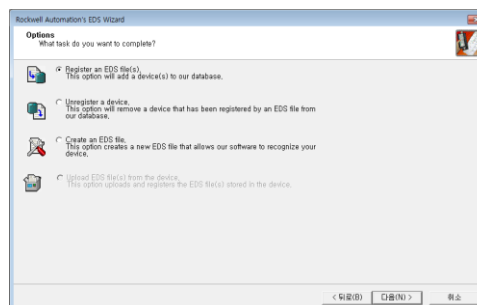 Rockwell Automation's EDS Wizard
Options
What task do you want to complete?
Register an EDS file(s),
This option will add a device(s) to our database,
Unregister a device,
This option will remove a device that has been registered by an EDS file from
our database,
Create an EDS file,
This option creates a new EDS file that allows our software to recognize your
device,
Upload EDS file(s) from the device,
This option uploads and registers the EDS file(s) stored in the device,
< 뒤로(B)
다음(N) >
취소